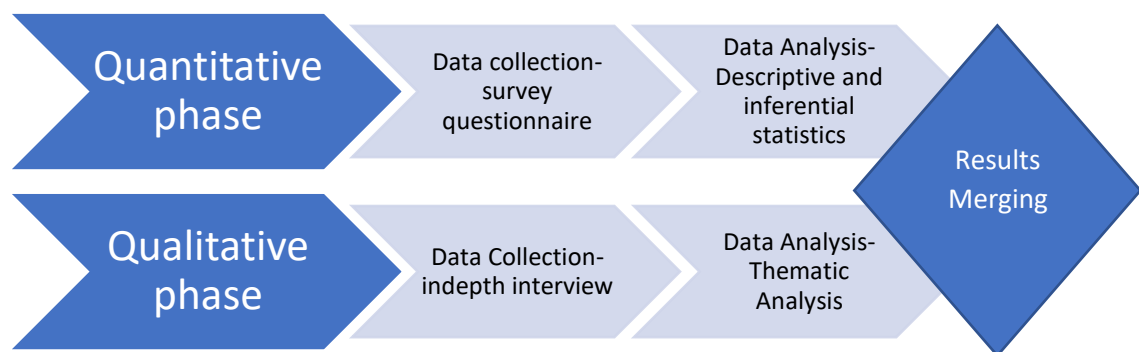 Quantitative
phase
Data collection-
survey
questionnaire
Data Analysis-
Descriptive and
inferential
statistics
Results
Merging
Qualitative
phase
Data Collection-
indepth interview
Data Analysis-
Thematic
Analysis